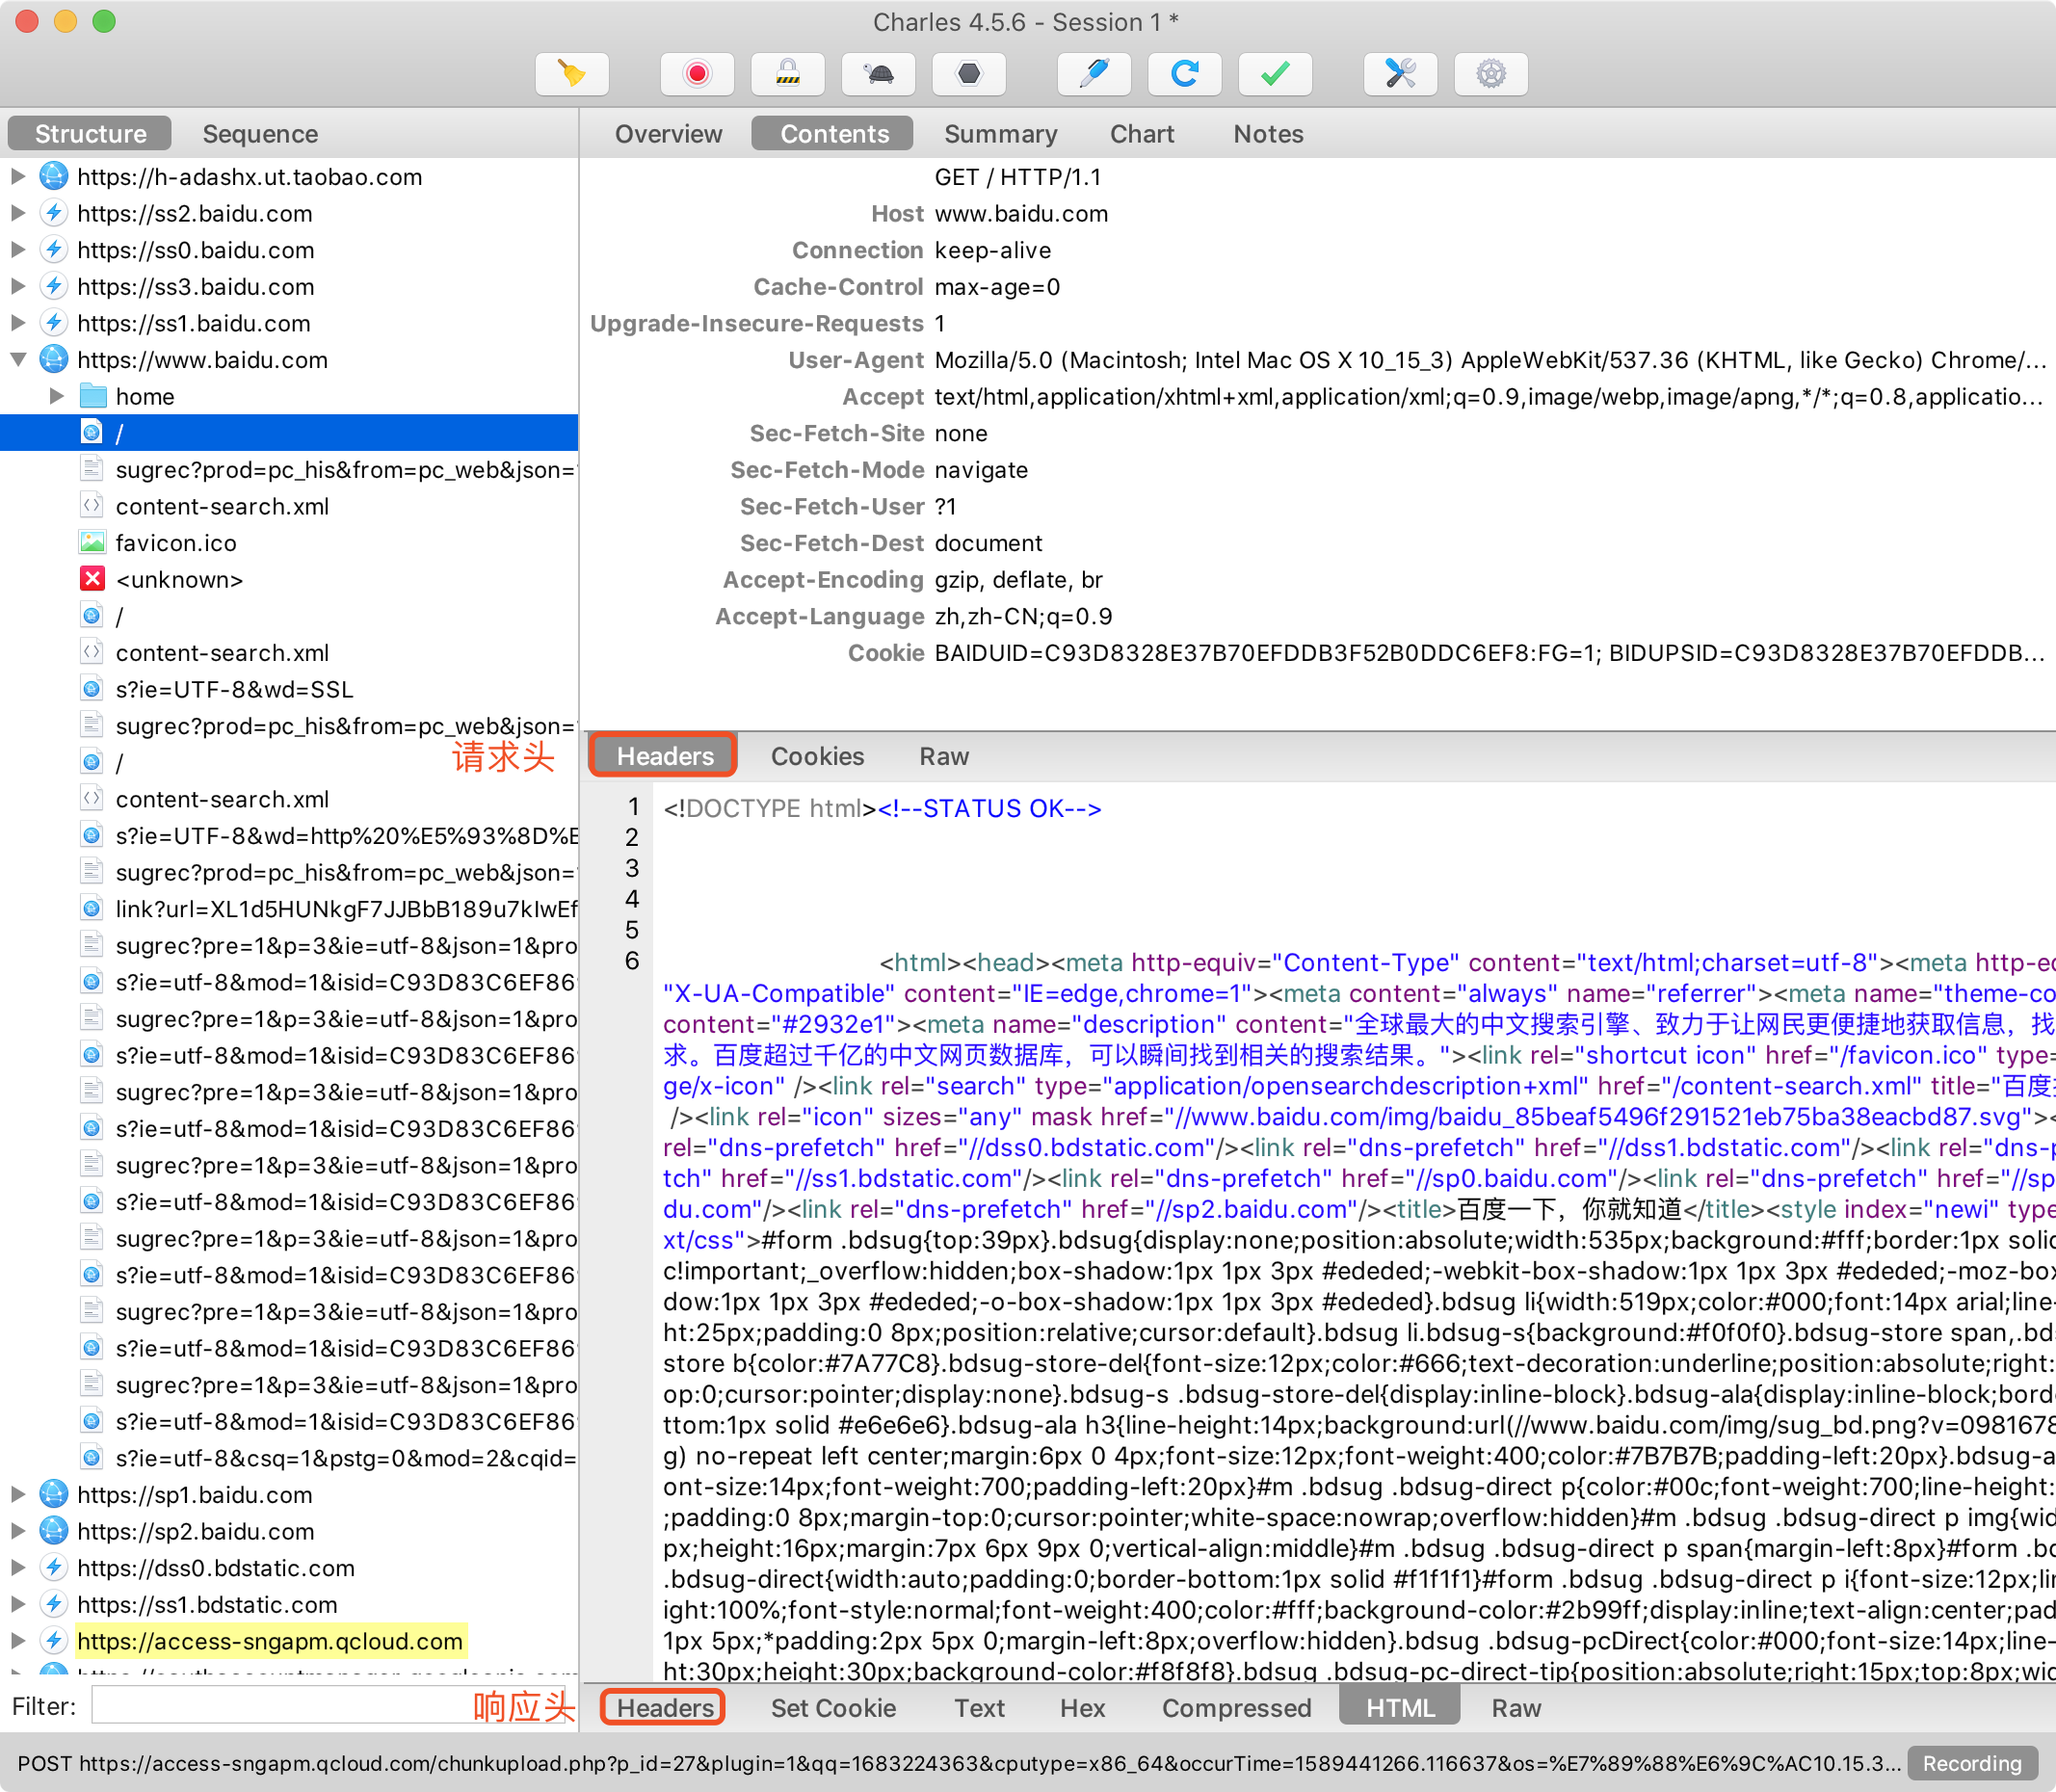 Charles 4.5.6 - Session 1 *
Structure
Sequence
Overview
Contents
Summary
Chart
Notes
https://h-adashx.ut.taobao.com
https://ss2.baidu.com
https://ss0.baidu.com
https://ss3.baidu.com
https://ss1.baidu.com
https://www.baidu.com
home
/
sugrec?prod=pc_his&from=pc_web&json=
content-search.xml
favicon.ico
<unknown>
/
content-search.xml
s?ie=UTF-8&wd=SSL
sugrec?prod=pc_his&from=pc_web&json=
/
content-search.xml
s?ie=UTF-8&wd=http%20%E5%93%8D%E
sugrec?prod=pc_his&from=pc_web&json=
link?url=XL1d5HUNkgF7JJBbB189u7kIwEf
sugrec?pre=1&p=3&ie=utf-8&json=1&pro
s?ie=utf-8&mod=1&isid=C93D83C6EF86
sugrec?pre=1&p=3&ie=utf-8&json=1&pro
s?ie=utf-8&mod=1&isid=C93D83C6EF86
sugrec?pre=1&p=3&ie=utf-8&json=1&pro
s?ie=utf-8&mod=1&isid=C93D83C6EF86
sugrec?pre=1&p=3&ie=utf-8&json=1&pro
s?ie=utf-8&mod=1&isid=C93D83C6EF86
sugrec?pre=1&p=3&ie=utf-8&json=1&pro
s?ie=utf-8&mod=1&isid=C93D83C6EF86
sugrec?pre=1&p=3&ie=utf-8&json=1&pro
s?ie=utf-8&mod=1&isid=C93D83C6EF86
sugrec?pre=1&p=3&ie=utf-8&json=1&pro
s?ie=utf-8&mod=1&isid=C93D83C6EF86
s?ie=utf-8&csq=1&pstg=0&mod=2&cqid=
https://sp1.baidu.com
https://sp2.baidu.com
https://dss0.bdstatic.com
https://ss1.bdstatic.com
https://access-sngapm.qcloud.com
Filter:
GET / HTTP/1.1
Host www.baidu.com
Connection keep-alive
Cache-Control max-age=0
Upgrade-Insecure-Requests 1
User-Agent Mozilla/5.0 (Macintosh; Intel Mac OS X 10_15_3) AppleWebKit/537.36 (KHTML, like Gecko) Chrome/...
Accept text/html,application/xhtml+xml,application/xml;q=0.9,image/webp,image/apng,*/*;q=0.8,applicatio...
Sec-Fetch-Site none
Sec-Fetch-Mode navigate
Sec-Fetch-User ?1
Sec-Fetch-Dest document
Accept-Encoding gzip, deflate, br
Accept-Language zh,zh-CN;q=0.9
Cookie BAIDUID=C93D8328E37B70EFDDB3F52B0DDC6EF8:FG=1; BIDUPSID=C93D8328E37B70EFDDB...
请求头
Headers
Cookies
Raw
1 <!DOCTYPE html><!--STATUS OK-->
2
3
4
5
6 <html><head><meta http-equiv="Content-Type" content="text/html;charset=utf-8"><meta http-eq
"X-UA-Compatible" content="IE=edge,chrome=1"><meta content="always" name="referrer"><meta name="theme-co
content="#2932e1"><meta name="description" content="全球最大的中文搜索引擎、致力于让网民更便捷地获取信息，找
求。百度超过千亿的中文网页数据库，可以瞬间找到相关的搜索结果。"><link rel="shortcut icon" href="/favicon.ico" type=
ge/x-icon" /><link rel="search" type="application/opensearchdescription+xml" href="/content-search.xml" title="百度
/><link rel="icon" sizes="any" mask href="//www.baidu.com/img/baidu_85beaf5496f291521eb75ba38eacbd87.svg"><
rel="dns-prefetch" href="//dss0.bdstatic.com"/><link rel="dns-prefetch" href="//dss1.bdstatic.com"/><link rel="dns-p
tch" href="//ss1.bdstatic.com"/><link rel="dns-prefetch" href="//sp0.baidu.com"/><link rel="dns-prefetch" href="//sp
du.com"/><link rel="dns-prefetch" href="//sp2.baidu.com"/><title>百度一下，你就知道</title><style index="newi" type
xt/css">#form .bdsug{top:39px}.bdsug{display:none;position:absolute;width:535px;background:#fff;border:1px solid
c!important;_overflow:hidden;box-shadow:1px 1px 3px #ededed;-webkit-box-shadow:1px 1px 3px #ededed;-moz-box
dow:1px 1px 3px #ededed;-o-box-shadow:1px 1px 3px #ededed}.bdsug li{width:519px;color:#000;font:14px arial;line-
ht:25px;padding:0 8px;position:relative;cursor:default}.bdsug li.bdsug-s{background:#f0f0f0}.bdsug-store span,.bds
store b{color:#7A77C8}.bdsug-store-del{font-size:12px;color:#666;text-decoration:underline;position:absolute;right:
op:0;cursor:pointer;display:none}.bdsug-s .bdsug-store-del{display:inline-block}.bdsug-ala{display:inline-block;bord
ttom:1px solid #e6e6e6}.bdsug-ala h3{line-height:14px;background:url(//www.baidu.com/img/sug_bd.png?v=0981678
g) no-repeat left center;margin:6px 0 4px;font-size:12px;font-weight:400;color:#7B7B7B;padding-left:20px}.bdsug-a
ont-size:14px;font-weight:700;padding-left:20px}#m .bdsug .bdsug-direct p{color:#00c;font-weight:700;line-height:
;padding:0 8px;margin-top:0;cursor:pointer;white-space:nowrap;overflow:hidden}#m .bdsug .bdsug-direct p img{wid
px;height:16px;margin:7px 6px 9px 0;vertical-align:middle}#m .bdsug .bdsug-direct p span{margin-left:8px}#form .bd
.bdsug-direct{width:auto;padding:0;border-bottom:1px solid #f1f1f1}#form .bdsug .bdsug-direct p i{font-size:12px;lin
ight:100%;font-style:normal;font-weight:400;color:#fff;background-color:#2b99ff;display:inline;text-align:center;pad
1px 5px;*padding:2px 5px 0;margin-left:8px;overflow:hidden}.bdsug .bdsug-pcDirect{color:#000;font-size:14px;line-
ht:30px;height:30px;background-color:#f8f8f8}.bdsug .bdsug-pc-direct-tip{position:absolute;right:15px;top:8px;wid
响应头
Headers
Set Cookie
Text
Hex
Compressed
HTML
Raw
POST https://access-sngapm.qcloud.com/chunkupload.php?p_id=27&plugin=1&qq=1683224363&cputype=x86_64&occurTime=1589441266.116637&os=%E7%89%88%E6%9C%AC10.15.3...
Recording